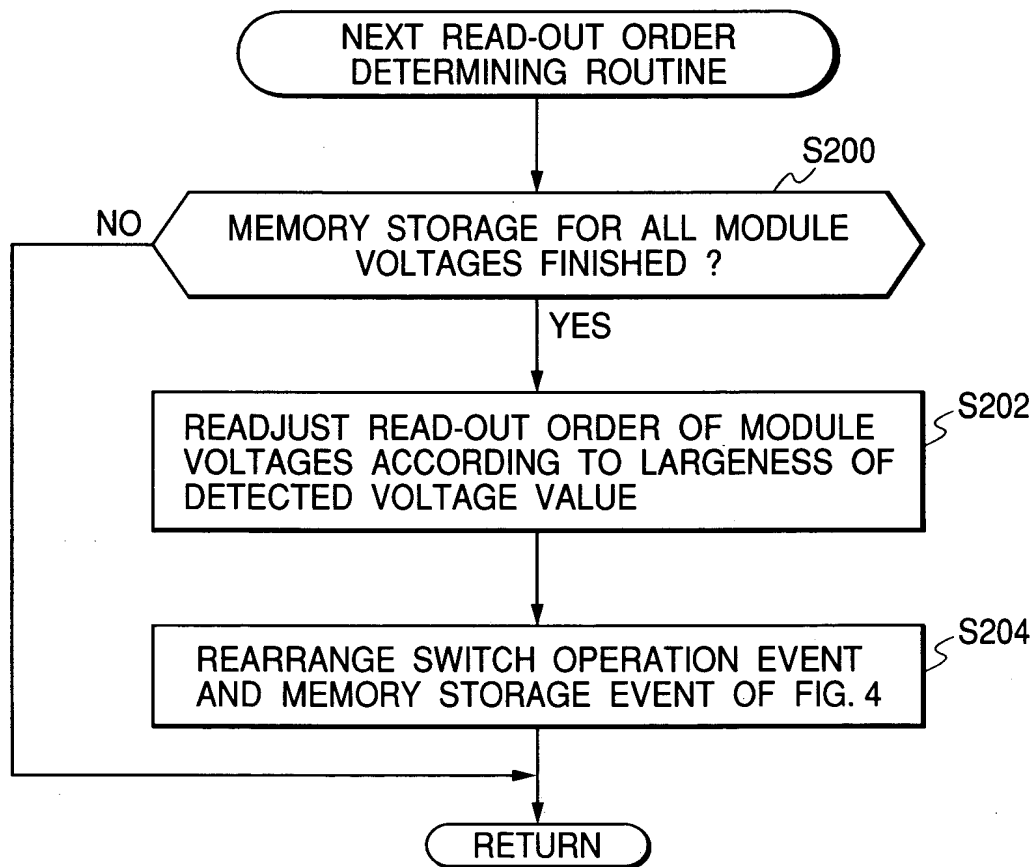 NEXT READ-OUT ORDER
DETERMINING ROUTINE
S200
NO
MEMORY STORAGE FOR ALL MODULE
VOLTAGES FINISHED ?
YES
S202
READJUST READ-OUT ORDER OF MODULE
VOLTAGES ACCORDING TO LARGENESS OF
DETECTED VOLTAGE VALUE
S204
REARRANGE SWITCH OPERATION EVENT
AND MEMORY STORAGE EVENT OF FIG. 4
RETURN